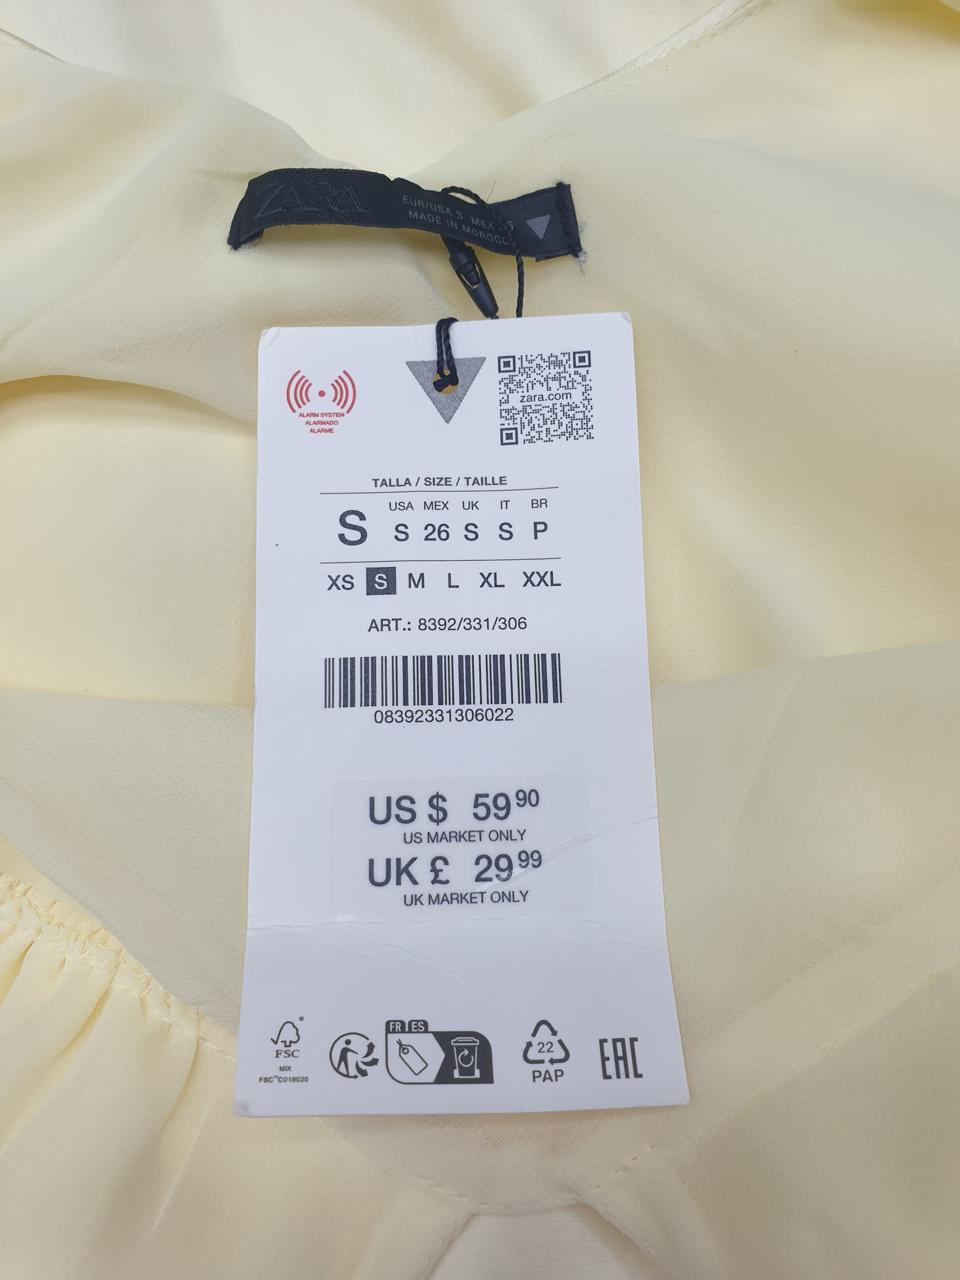 ZARA
EUR/USA S MEX
MADE IN MOROCC
ALARM SYSTEM
ALARMADO
ALARME
zara.com
TALLA / SIZE / TAILLE
USA MEX UK IT BR
S S 26 S S P
XS S M L XL XXL
ART.: 8392/331/306
08392331306022
US $ 59 90
US MARKET ONLY
UK £ 29 99
UK MARKET ONLY
FR ES
FSC
22
MIX
PAP
EAC
FSC™C018020